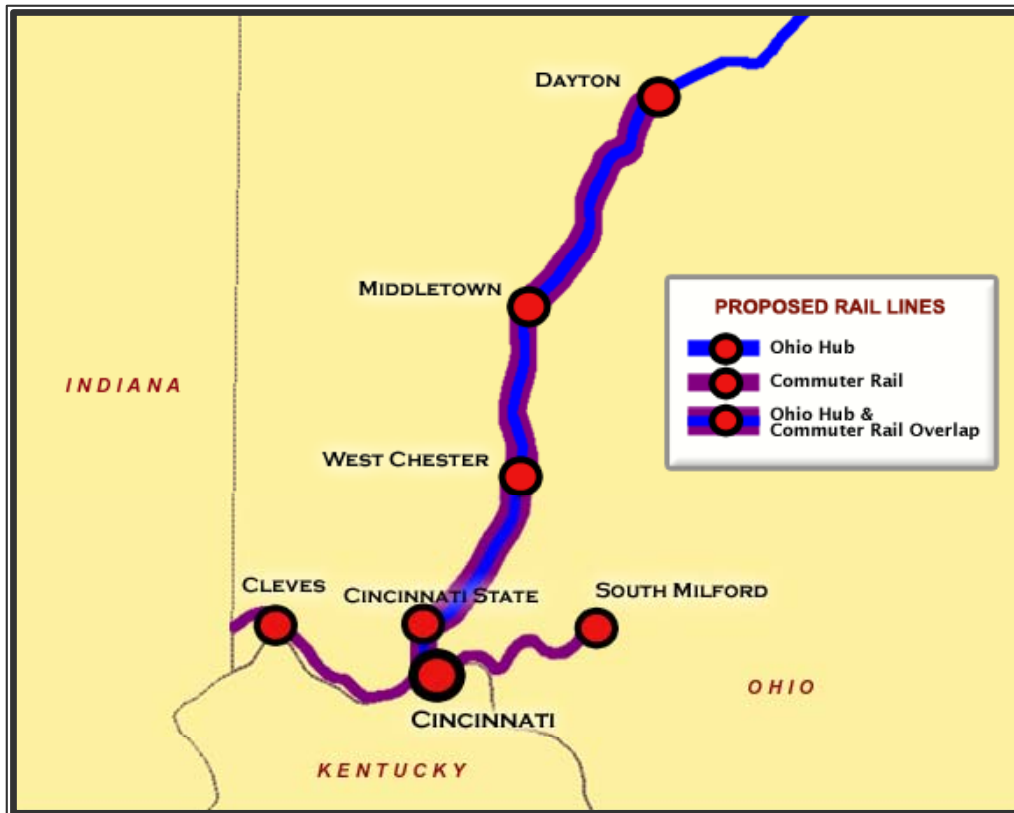 DAYTON
MIDDLETOWN
PROPOSED RAIL LINES
Ohio Hub
Commuter Rail
Ohio Hub &
Commuter Rail Overlap
INDIANA
WEST CHESTER
CLEVES
CINCINNATI STATE
SOUTH MILFORD
OHIO
CINCINNATI
KENTUCKY